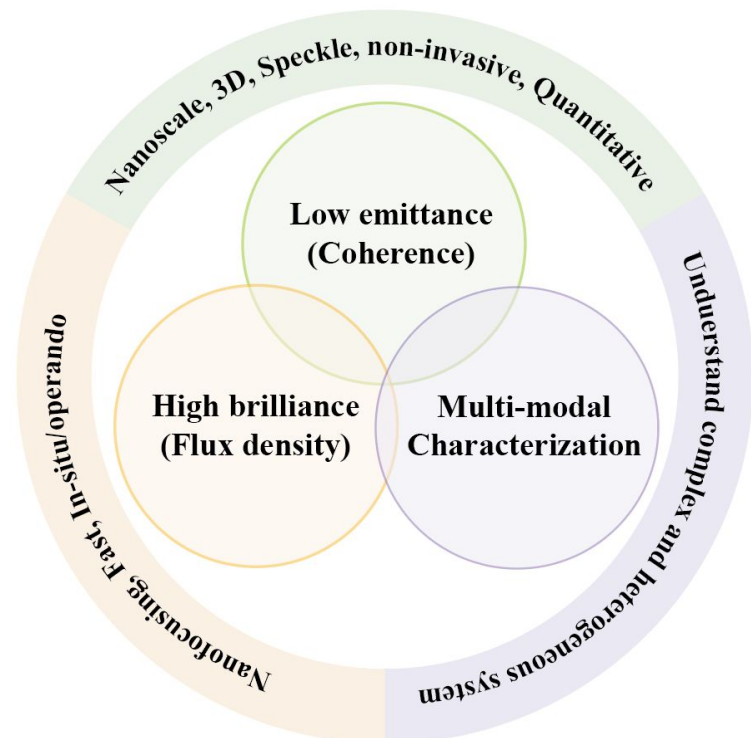 Nanoscale, 3D, Speckle, non-invasive, Quantitative
Low emittance
(Coherence)
High brilliance
(Flux density)
Multi-modal
Characterization
Nanofocusing, Fast, In-situ/operando
Unduerstand complex and heterogeneous system